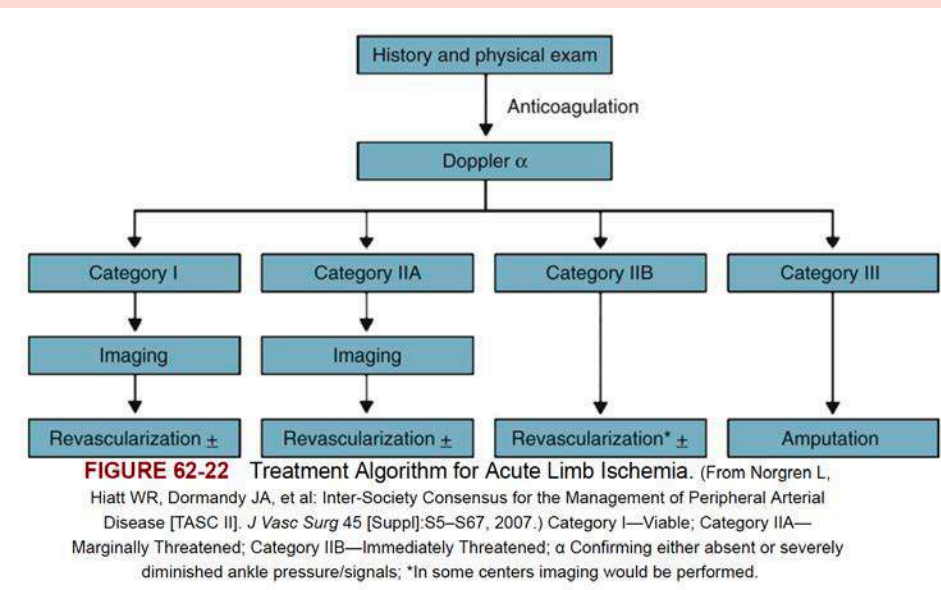 History and physical exam
Anticoagulation
Doppler α
Category I
Category IIA
Category IIB
Category III
Imaging
Imaging
Revascularization ±
Revascularization ±
Revascularization* ±
Amputation
FIGURE 62-22 Treatment Algorithm for Acute Limb Ischemia. (From Norgren L,
Hiatt WR, Dormandy JA, et al: Inter-Society Consensus for the Management of Peripheral Arterial
Disease [TASC II]. J Vasc Surg 45 [Suppl]:S5–S67, 2007.) Category I—Viable; Category IIA—
Marginally Threatened; Category IIB—Immediately Threatened; α Confirming either absent or severely
diminished ankle pressure/signals; *In some centers imaging would be performed.